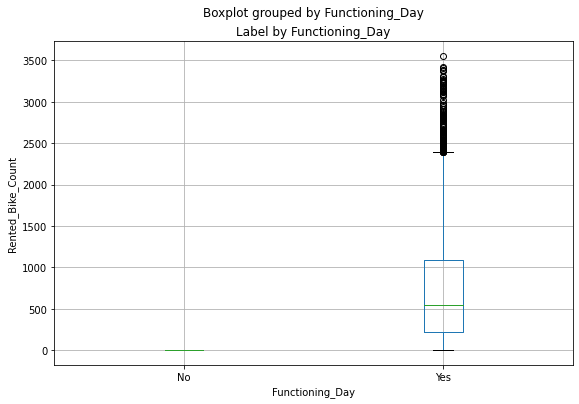 Boxplot grouped by Functioning_Day
Label by Functioning_Day
3500
3000
2500
2000
1500
1000
500
0
Rented_Bike_Count
No Yes
Functioning_Day